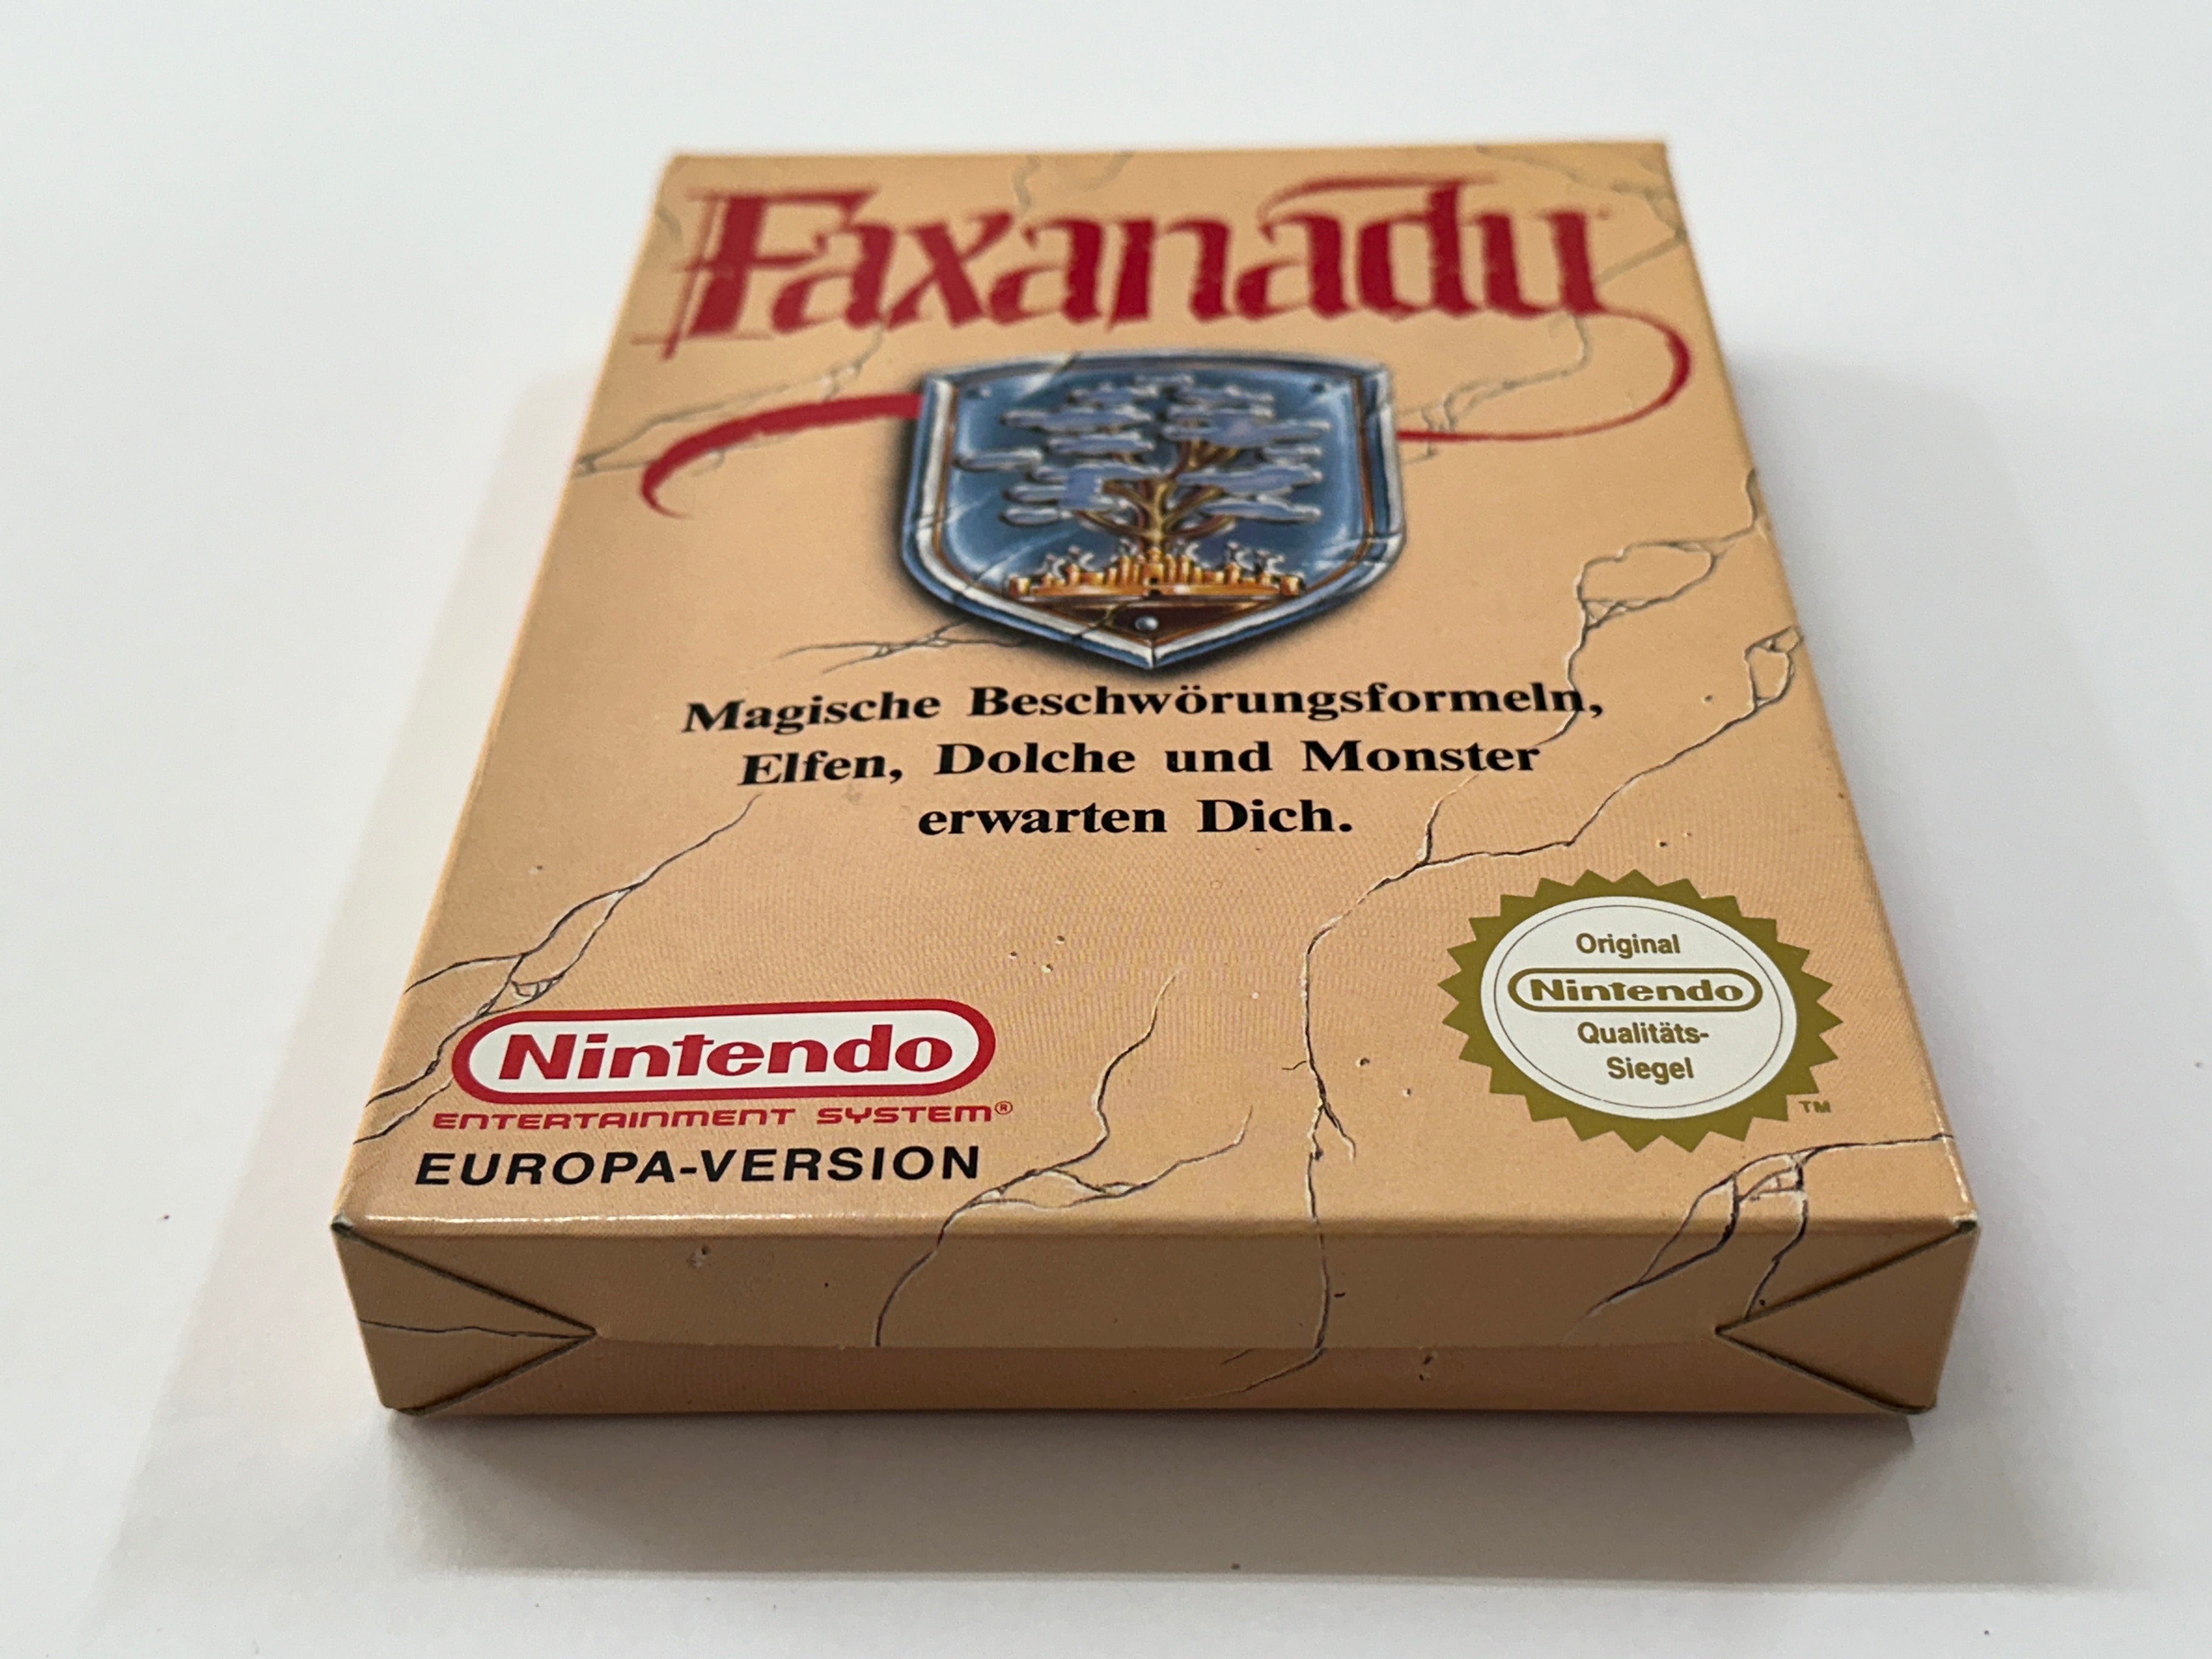 Faxanadu
Magische Beschwörungsformeln,
Elfen, Dolche und Monster
erwarten Dich.
Original
Nintendo
Qualitäts-
Siegel
TM
Nintendo
ENTERTAINMENT SYSTEM®
EUROPA-VERSION